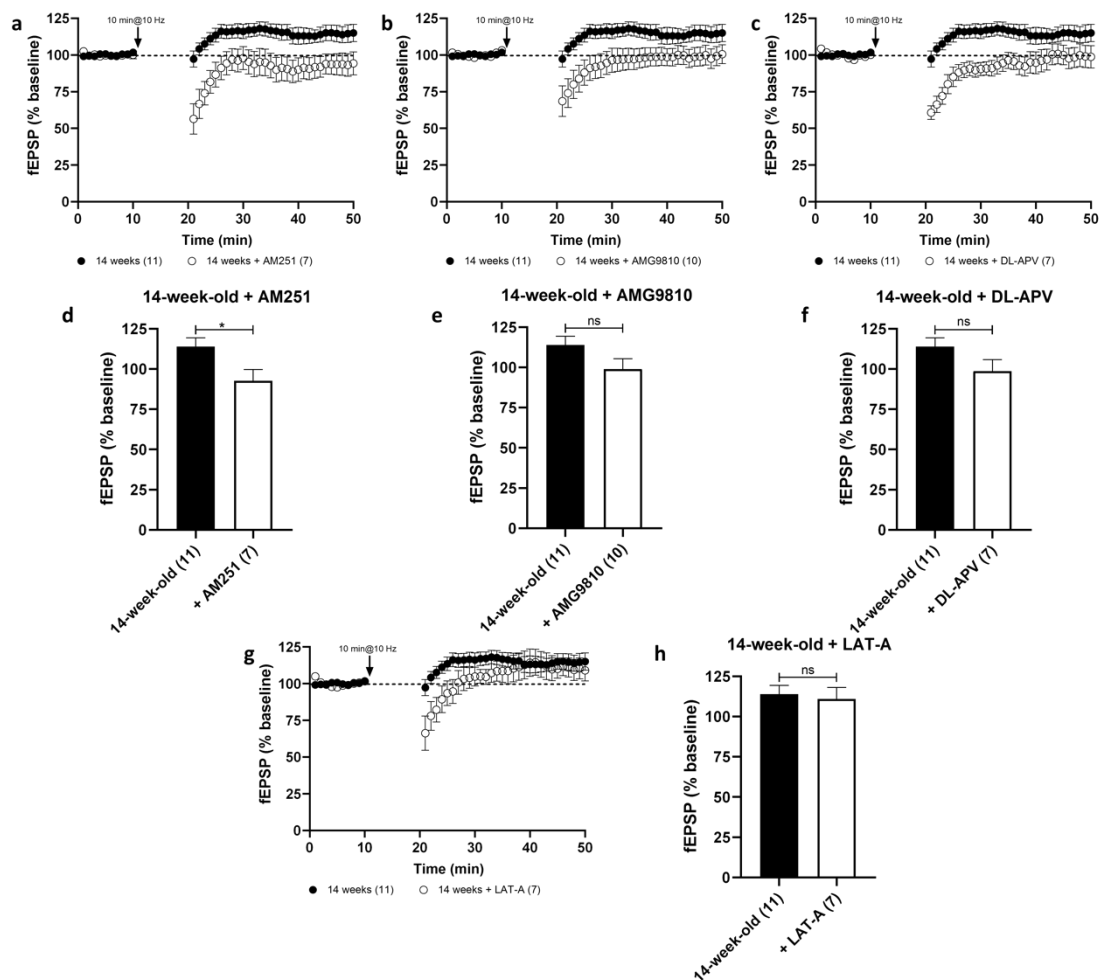 a
10 min@10 Hz
125
100
75
50
25
0
fEPSP (% baseline)
0 10 20 30 40 50
Time (min)
14 weeks (11) 14 weeks + AM251 (7)
b
10 min@10 Hz
125
100
75
50
25
0
fEPSP (% baseline)
0 10 20 30 40 50
Time (min)
14 weeks (11) 14 weeks + AMG9810 (10)
c
10 min@10 Hz
125
100
75
50
25
0
fEPSP (% baseline)
0 10 20 30 40 50
Time (min)
14 weeks (11) 14 weeks + DL-APV (7)
d
14-week-old + AM251
*
125
100
75
50
25
0
fEPSP (% baseline)
14-week-old (11)
+ AM251 (7)
e
14-week-old + AMG9810
ns
125
100
75
50
25
0
fEPSP (% baseline)
14-week-old (11)
+ AMG9810 (10)
f
14-week-old + DL-APV
ns
125
100
75
50
25
0
fEPSP (% baseline)
14-week-old (11)
+ DL-APV (7)
g
10 min@10 Hz
125
100
75
50
25
0
fEPSP (% baseline)
0 10 20 30 40 50
Time (min)
14 weeks (11) 14 weeks + LAT-A (7)
h
14-week-old + LAT-A
ns
125
100
75
50
25
0
fEPSP (% baseline)
14-week-old (11)
+ LAT-A (7)